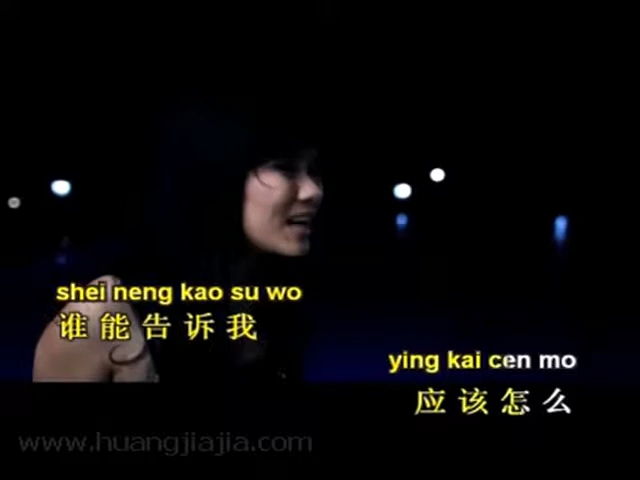 shei neng kao su wo
谁能告诉我
ying kai cen mo
应该怎么
www.huangjiajia.com